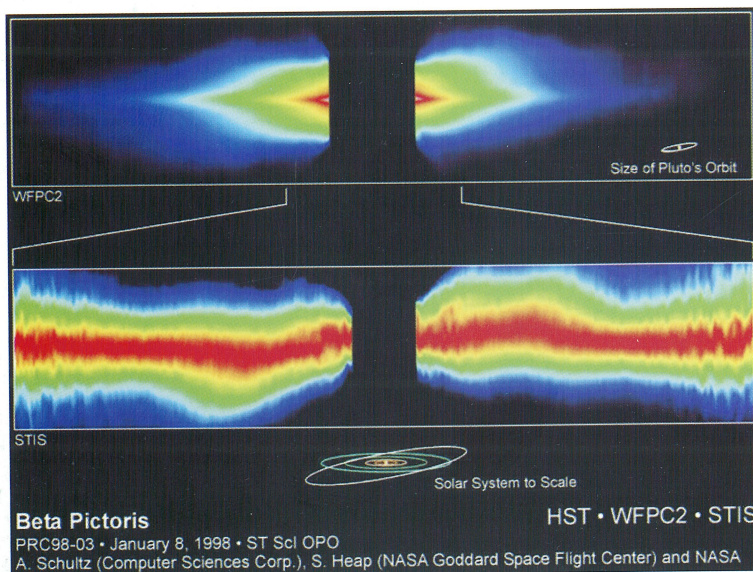 Size of Pluto's Orbit
WFPC2
STIS
Solar System to Scale
Beta Pictoris
HST • WFPC2 • STIS
PRC98-03 • January 8, 1998 • ST ScI OPO
A. Schultz (Computer Sciences Corp.), S. Heap (NASA Goddard Space Flight Center) and NASA